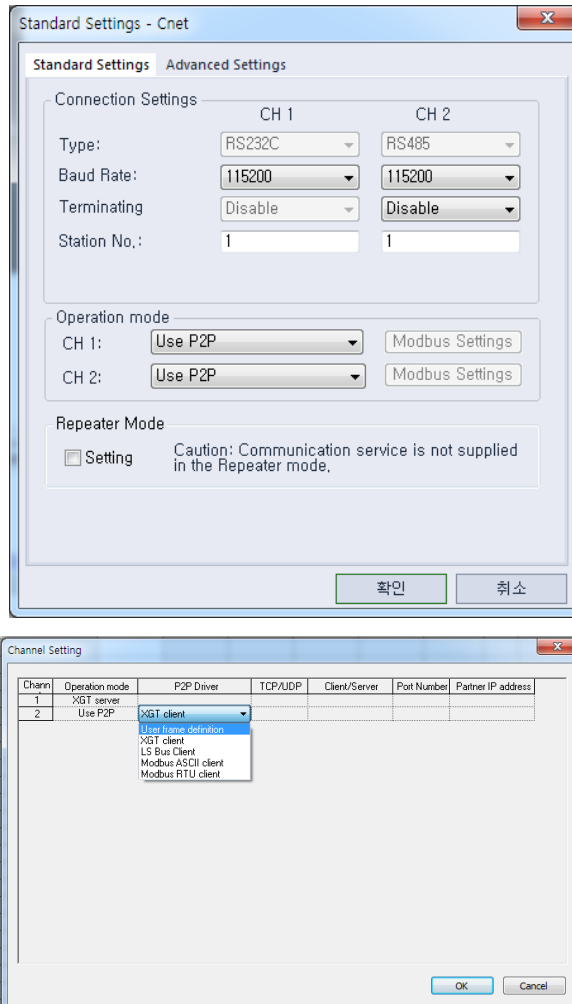 Standard Settings - Cnet
Standard Settings Advanced Settings
Connection Settings
CH 1 CH 2
Type: RS232C RS485
Baud Rate: 115200 115200
Terminating Disable Disable
Station No.: 1 1
Operation mode
CH 1: Use P2P Modbus Settings
CH 2: Use P2P Modbus Settings
Repeater Mode
Setting Caution: Communication service is not supplied
in the Repeater mode.
확인 취소
Channel Setting
Chann Operation mode P2P Driver TCP/UDP Client/Server Port Number Partner IP address
1 XGT server
2 Use P2P XGT client
User frame definition
XGT client
LS Bus Client
Modbus ASCII client
Modbus RTU client
OK Cancel